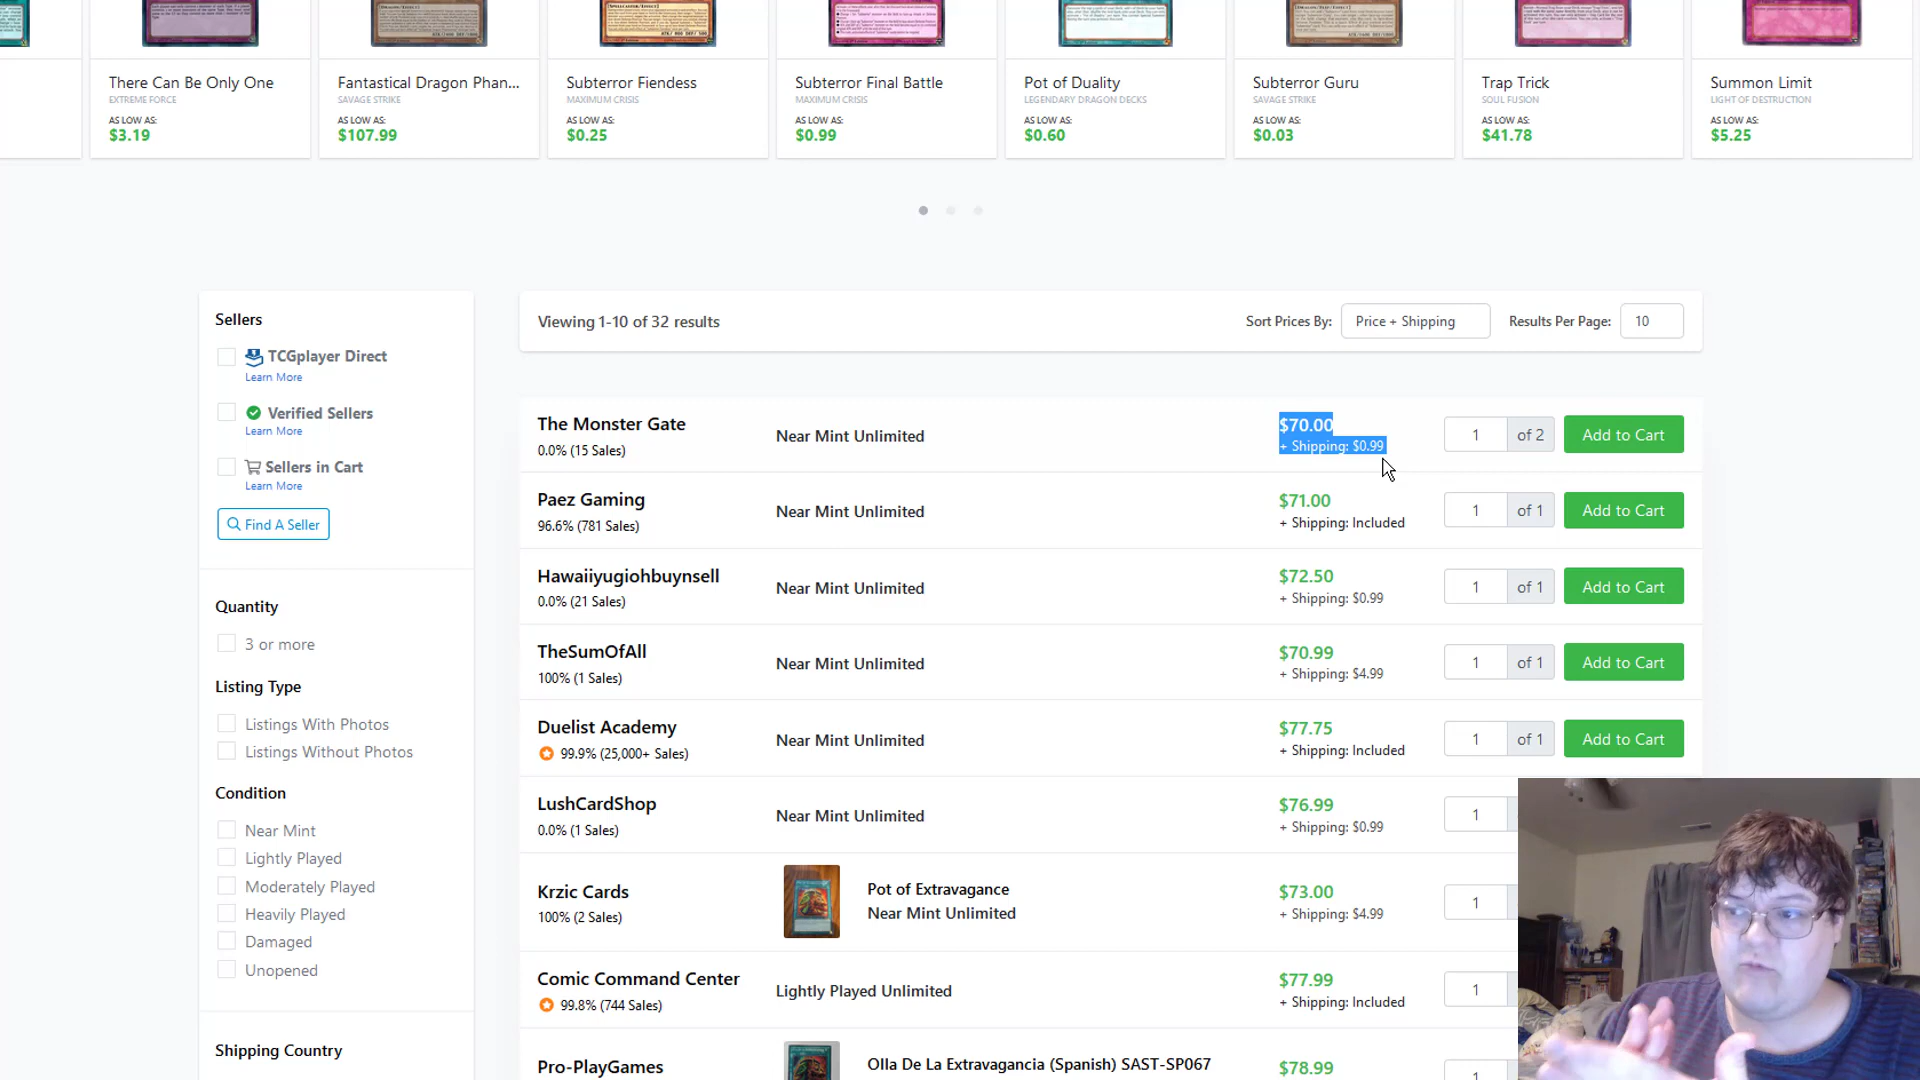 There Can Be Only One
EXTREME FORCE
AS LOW AS:
$3.19
Fantastical Dragon Phan...
SAVAGE STRIKE
AS LOW AS:
$107.99
Subterror Fiendess
MAXIMUM CRISIS
AS LOW AS:
$0.25
Subterror Final Battle
MAXIMUM CRISIS
AS LOW AS:
$0.99
Pot of Duality
LEGENDARY DRAGON DECKS
AS LOW AS:
$0.60
Subterror Guru
SAVAGE STRIKE
AS LOW AS:
$0.03
Trap Trick
SOUL FUSION
AS LOW AS:
$41.78
Summon Limit
LIGHT OF DESTRUCTION
AS LOW AS:
$5.25
Sellers
TCGplayer Direct
Learn More
Verified Sellers
Learn More
Sellers in Cart
Learn More
Find A Seller
Quantity
3 or more
Listing Type
Listings With Photos
Listings Without Photos
Condition
Near Mint
Lightly Played
Moderately Played
Heavily Played
Damaged
Unopened
Shipping Country
Viewing 1-10 of 32 results
Sort Prices By: Price + Shipping
Results Per Page: 10
The Monster Gate
0.0% (15 Sales)
Near Mint Unlimited
$70.00
+ Shipping: $0.99
1 of 2 Add to Cart
Paez Gaming
96.6% (781 Sales)
Near Mint Unlimited
$71.00
+ Shipping: Included
1 of 1 Add to Cart
Hawaiiyugiohbuynsell
0.0% (21 Sales)
Near Mint Unlimited
$72.50
+ Shipping: $0.99
1 of 1 Add to Cart
TheSumOfAll
100% (1 Sales)
Near Mint Unlimited
$70.99
+ Shipping: $4.99
1 of 1 Add to Cart
Duelist Academy
99.9% (25,000+ Sales)
Near Mint Unlimited
$77.75
+ Shipping: Included
1 of 1 Add to Cart
LushCardShop
0.0% (1 Sales)
Near Mint Unlimited
$76.99
+ Shipping: $0.99
1
Krzic Cards
100% (2 Sales)
Pot of Extravagance
Near Mint Unlimited
$73.00
+ Shipping: $4.99
1
Comic Command Center
99.8% (744 Sales)
Lightly Played Unlimited
$77.99
+ Shipping: Included
1
Pro-PlayGames
Olla De La Extravagancia (Spanish) SAST-SP067
$78.99
1